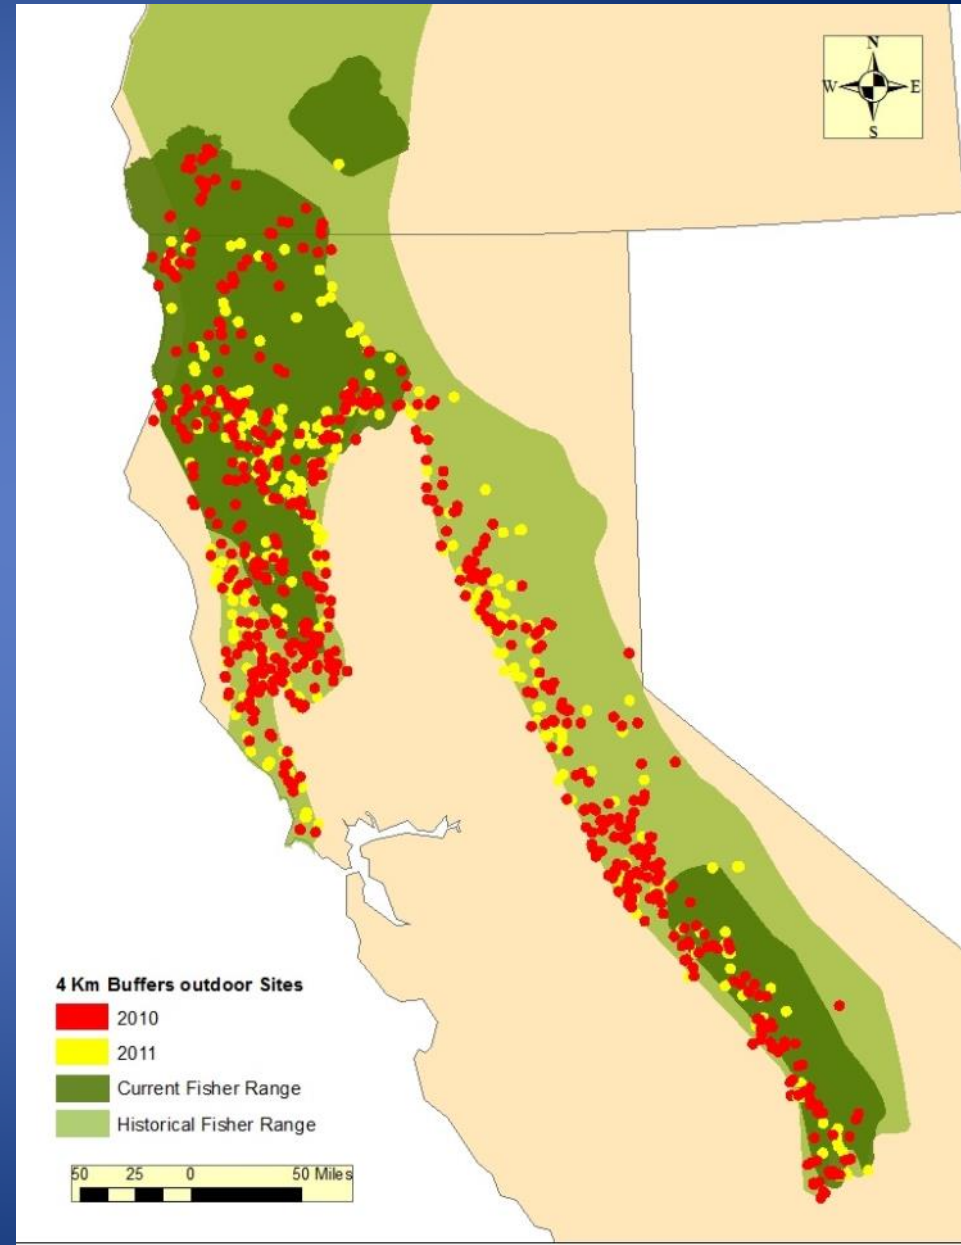 N
W E
S
4 Km Buffers outdoor Sites
2010
2011
Current Fisher Range
Historical Fisher Range
50 25 0 50 Miles